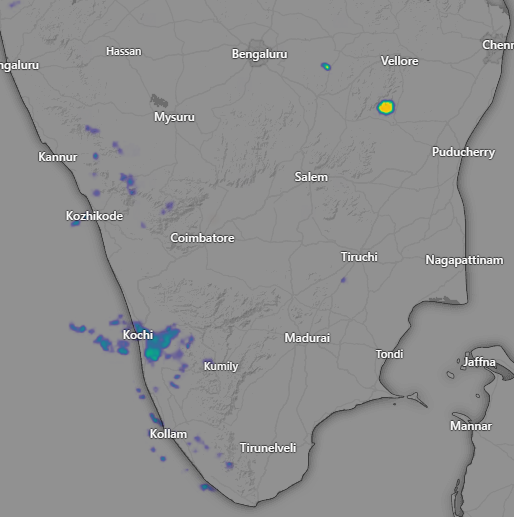 Hassan
Bengaluru
Chenn
ngaluru
Vellore
Mysuru
Kannur
Puducherry
Salem
Kozhikode
Coimbatore
Tiruchi
Nagapattinam
Kochi
Madurai
Tondi
Kumily
Jaffna
Kollam
Mannar
Tirunelveli